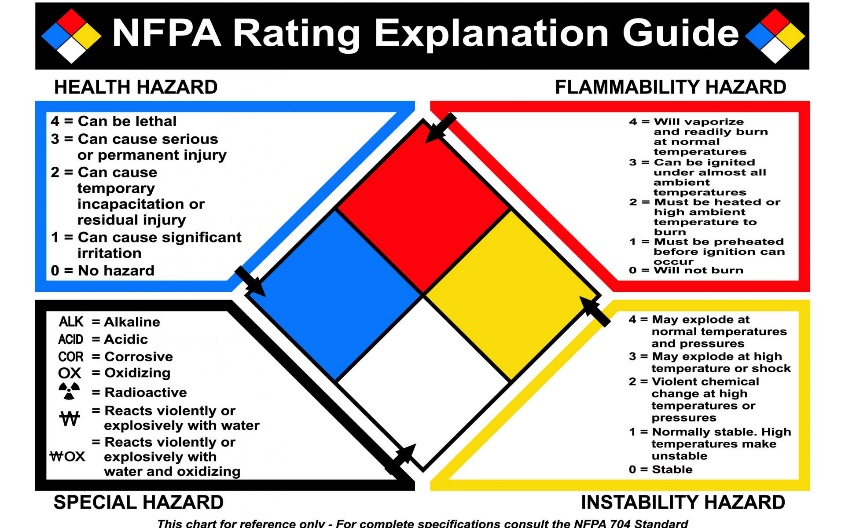 NFPA Rating Explanation Guide
HEALTH HAZARD
4 = Can be lethal
3 = Can cause serious
or permanent injury
2 = Can cause
temporary
incapacitation or
residual injury
1 = Can cause significant
irritation
0 = No hazard
FLAMMABILITY HAZARD
4 = Will vaporize
and readily burn
at normal
temperatures
3 = Can be ignited
under almost all
ambient
temperatures
2 = Must be heated or
high ambient
temperature to
burn
1 = Must be preheated
before ignition can
occur
0 = Will not burn
ALK = Alkaline
ACID = Acidic
COR = Corrosive
OX = Oxidizing
☢ = Radioactive
W̶ = Reacts violently or
explosively with water
= Reacts violently or
W̶OX explosively with
water and oxidizing
SPECIAL HAZARD
4 = May explode at
normal temperatures
and pressures
3 = May explode at high
temperature or shock
2 = Violent chemical
change at high
temperatures or
pressures
1 = Normally stable. High
temperatures make
unstable
0 = Stable
INSTABILITY HAZARD
This chart for reference only - For complete specifications consult the NFPA 704 Standard